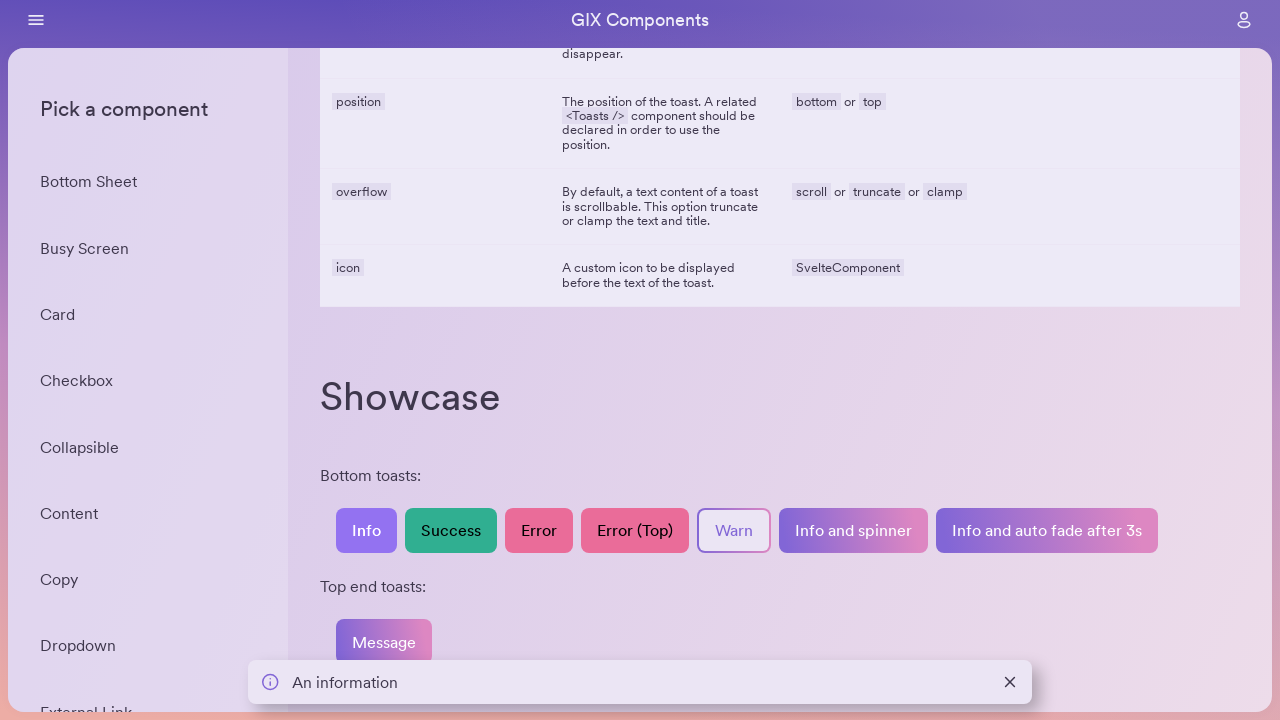 GIX Components
Pick a component
Bottom Sheet
Busy Screen
Card
Checkbox
Collapsible
Content
Copy
Dropdown
External Link
disappear.
position
The position of the toast. A related
<Toasts /> component should be
declared in order to use the
position.
bottom or top
overflow
By default, a text content of a toast
is scrollbable. This option truncate
or clamp the text and title.
scroll or truncate or clamp
icon
A custom icon to be displayed
before the text of the toast.
SvelteComponent
Showcase
Bottom toasts:
Info
Success
Error
Error (Top)
Warn
Info and spinner
Info and auto fade after 3s
Top end toasts:
Message
An information